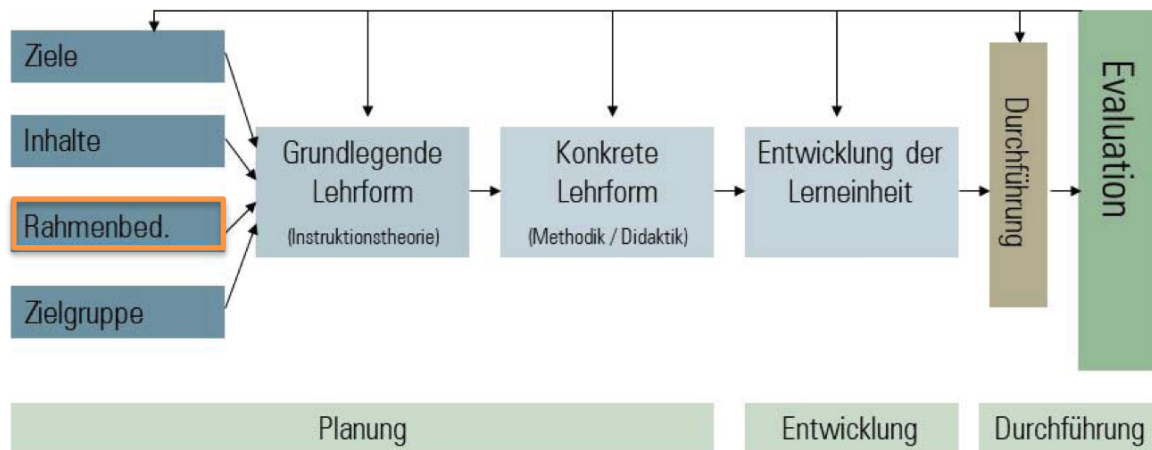 Ziele
Inhalte
Rahmenbed.
Zielgruppe
Grundlegende
Lehrform
(Instruktionstheorie)
Konkrete
Lehrform
(Methodik / Didaktik)
Entwicklung der
Lerneinheit
Durchführung
Evaluation
Planung
Entwicklung
Durchführung